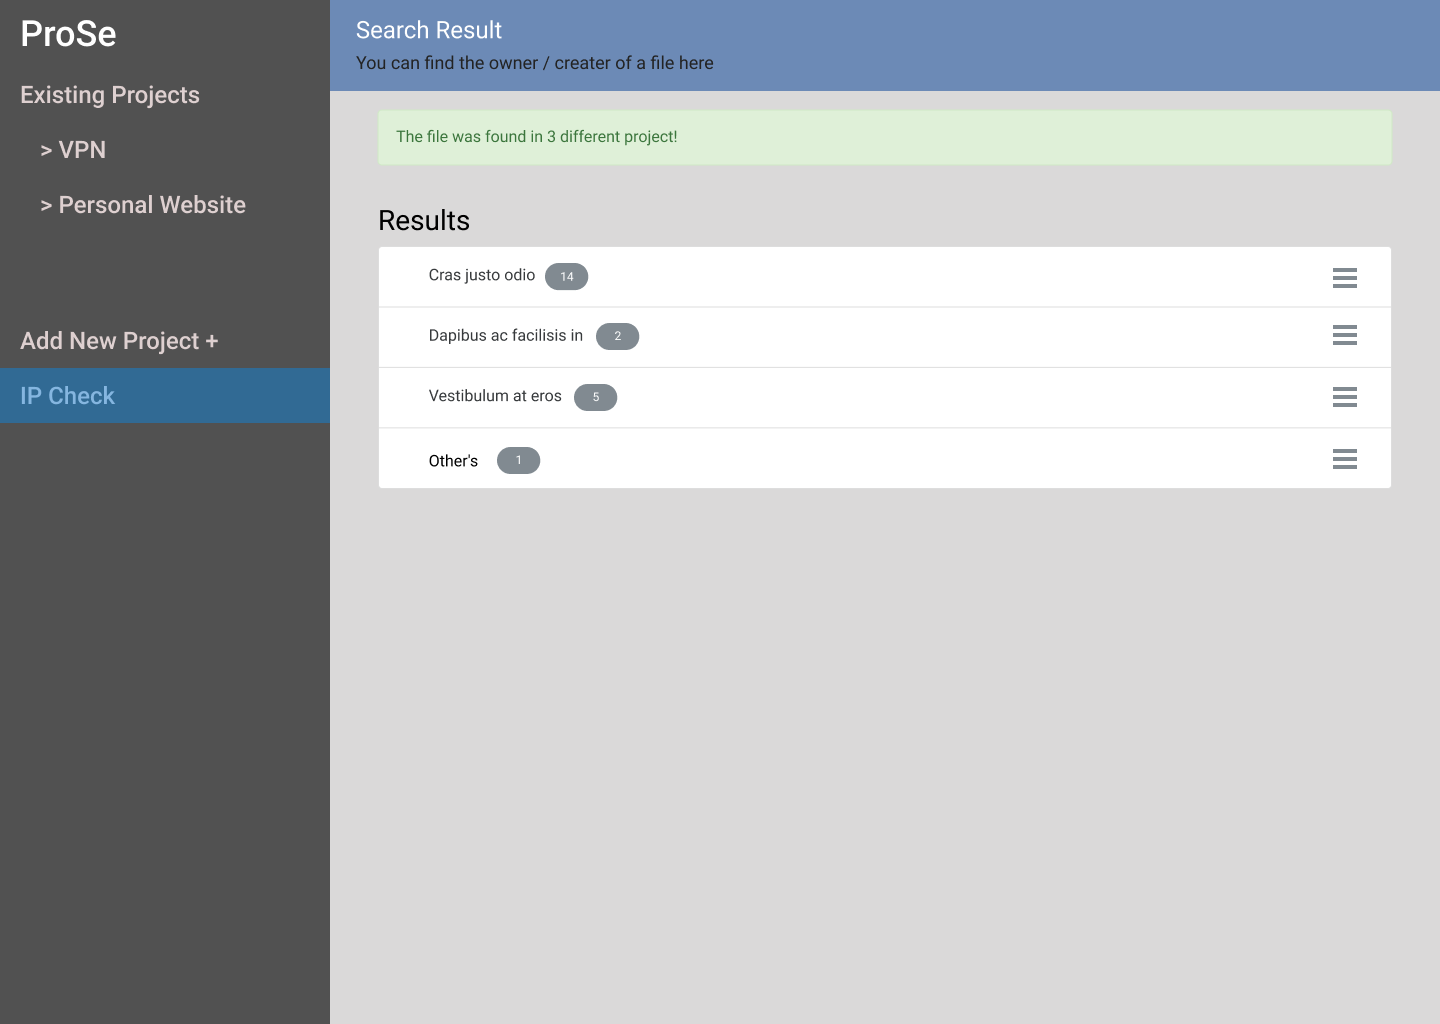 ProSe
Existing Projects
> VPN
> Personal Website
Add New Project +
IP Check
Search Result
You can find the owner / creater of a file here
The file was found in 3 different project!
Results
Cras justo odio 14
Dapibus ac facilisis in 2
Vestibulum at eros 5
Other's 1